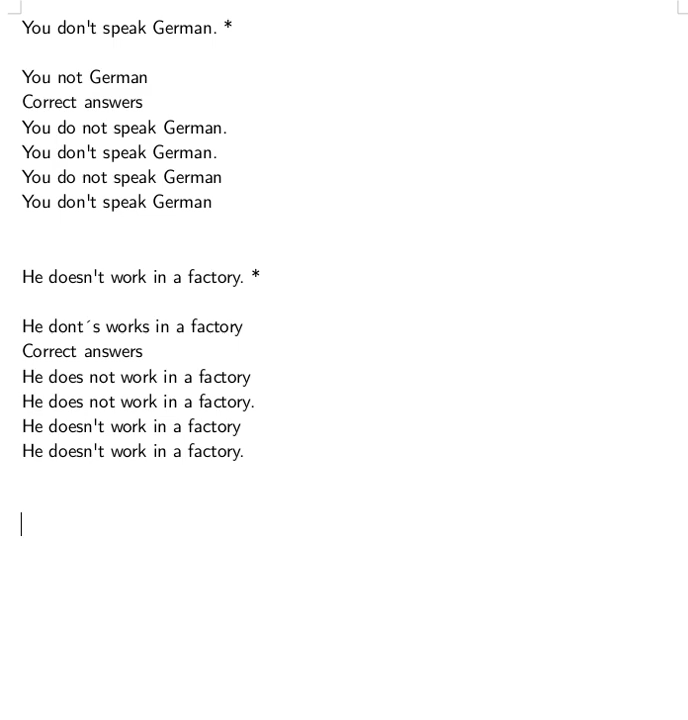 You don't speak German. *
You not German
Correct answers
You do not speak German.
You don't speak German.
You do not speak German
You don't speak German
He doesn't work in a factory. *
He dont´s works in a factory
Correct answers
He does not work in a factory
He does not work in a factory.
He doesn't work in a factory
He doesn't work in a factory.